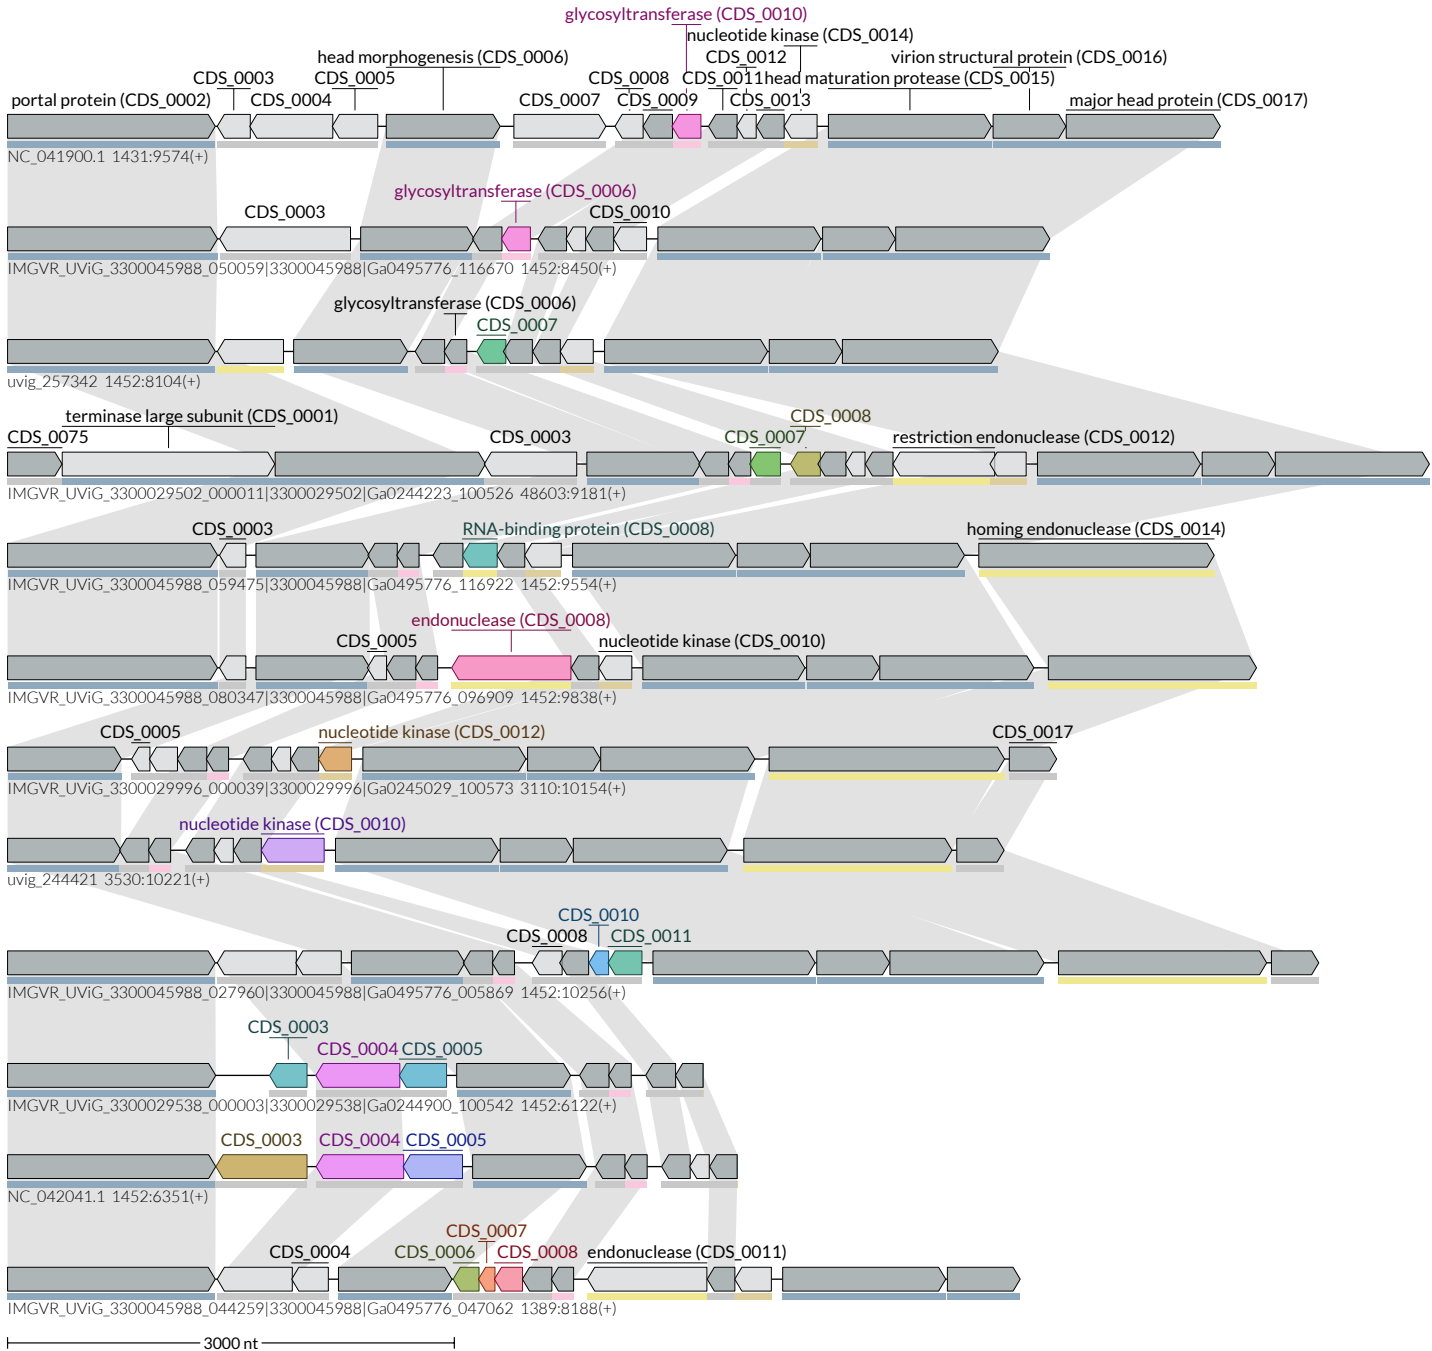 glycosyltransferase (CDS_0010)
nucleotide kinase (CDS_0014)
head morphogenesis (CDS_0006) CDS_0012 virion structural protein (CDS_0016)
CDS_0003 CDS_0005 CDS_0008 CDS_0011 head maturation protease (CDS_0015)
portal protein (CDS_0002) CDS_0004 CDS_0007 CDS_0009 CDS_0013 major head protein (CDS_0017)
NC_041900.1 1431:9574(+)
glycosyltransferase (CDS_0006)
CDS_0003 CDS_0010
IMGVR_UViG_3300045988_050059|3300045988|Ga0495776_116670 1452:8450(+)
glycosyltransferase (CDS_0006)
CDS_0007
uvig_257342 1452:8104(+)
terminase large subunit (CDS_0001) CDS_0008
CDS_0075 CDS_0003 CDS_0007 restriction endonuclease (CDS_0012)
IMGVR_UViG_3300029502_000011|3300029502|Ga0244223_100526 48603:9181(+)
CDS_0003 RNA-binding protein (CDS_0008) homing endonuclease (CDS_0014)
IMGVR_UViG_3300045988_059475|3300045988|Ga0495776_116922 1452:9554(+)
endonuclease (CDS_0008)
CDS_0005 nucleotide kinase (CDS_0010)
IMGVR_UViG_3300045988_080347|3300045988|Ga0495776_096909 1452:9838(+)
CDS_0005 nucleotide kinase (CDS_0012) CDS_0017
IMGVR_UViG_3300029996_000039|3300029996|Ga0245029_100573 3110:10154(+)
nucleotide kinase (CDS_0010)
uvig_244421 3530:10221(+)
CDS_0010
CDS_0008 CDS_0011
IMGVR_UViG_3300045988_027960|3300045988|Ga0495776_005869 1452:10256(+)
CDS_0003
CDS_0004 CDS_0005
IMGVR_UViG_3300029538_000003|3300029538|Ga0244900_100542 1452:6122(+)
CDS_0003 CDS_0004 CDS_0005
NC_042041.1 1452:6351(+)
CDS_0007
CDS_0004 CDS_0006 CDS_0008 endonuclease (CDS_0011)
IMGVR_UViG_3300045988_044259|3300045988|Ga0495776_047062 1389:8188(+)
3000 nt